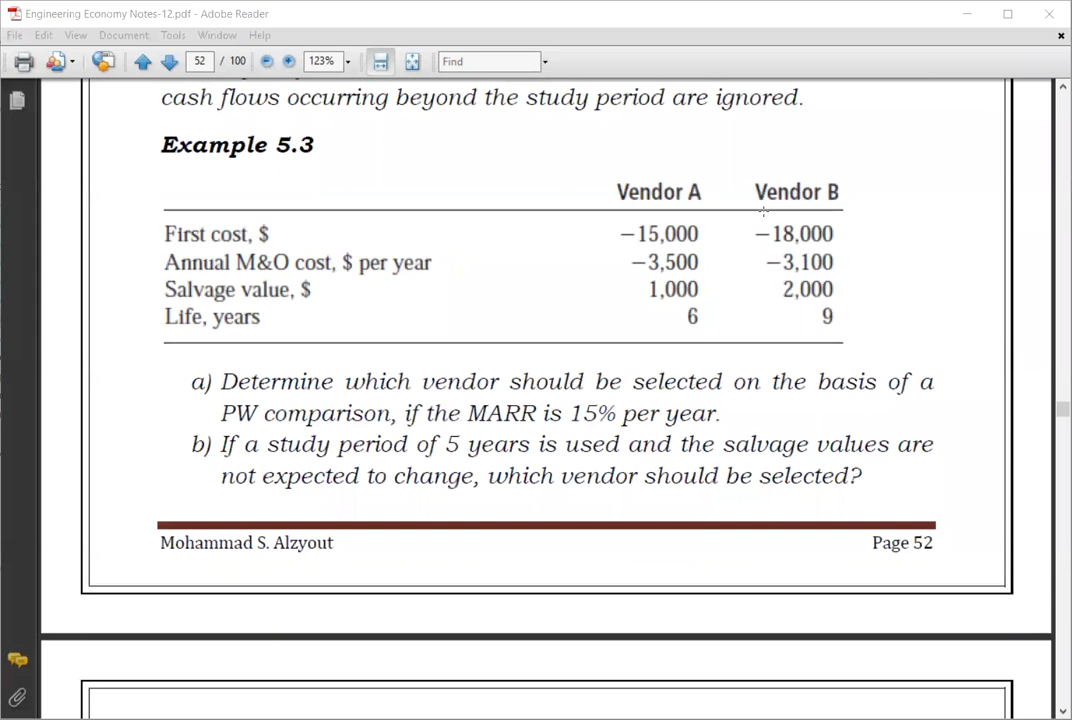 Engineering Economy Notes-12.pdf - Adobe Reader
File Edit View Document Tools Window Help
52 / 100 123% Find
cash flows occurring beyond the study period are ignored.
Example 5.3
Vendor A Vendor B
First cost, $ −15,000 −18,000
Annual M&O cost, $ per year −3,500 −3,100
Salvage value, $ 1,000 2,000
Life, years 6 9
a) Determine which vendor should be selected on the basis of a
PW comparison, if the MARR is 15% per year.
b) If a study period of 5 years is used and the salvage values are
not expected to change, which vendor should be selected?
Mohammad S. Alzyout Page 52